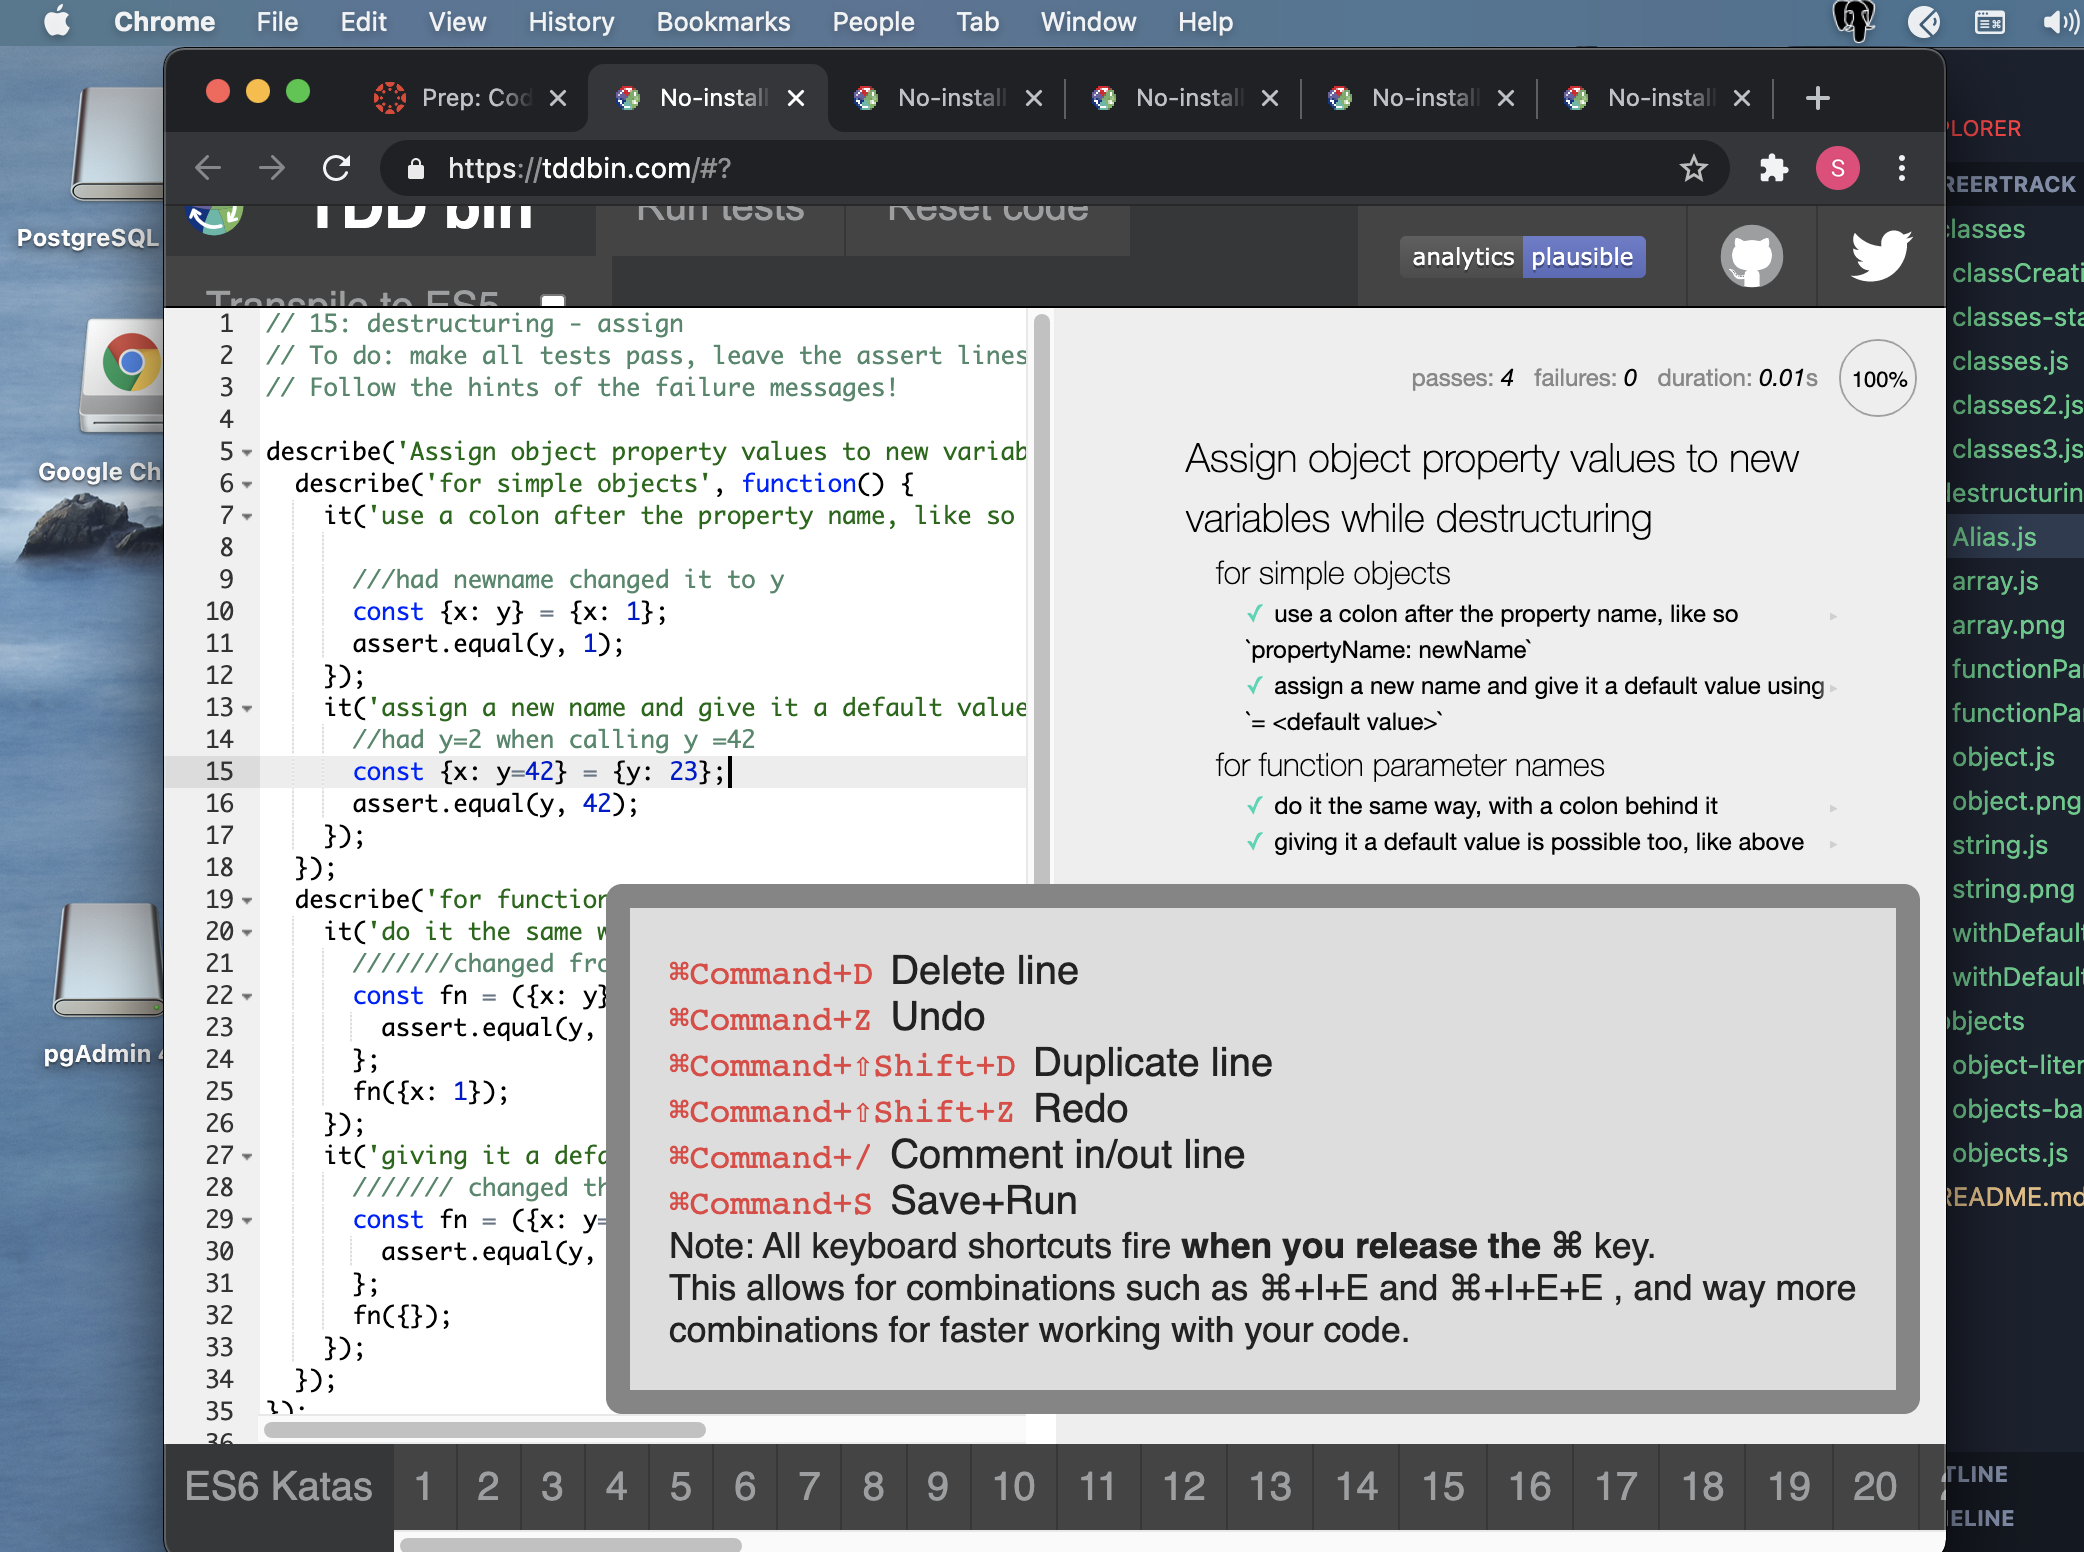 Chrome File Edit View History Bookmarks People Tab Window Help
Prep: Cod No-install No-install No-install No-install No-install
https://tddbin.com/#?
S
TDD bin Run tests Reset code
analytics plausible
Transpile to ES5
PostgreSQL
Google Ch
pgAdmin 4
1 // 15: destructuring - assign
2 // To do: make all tests pass, leave the assert lines
3 // Follow the hints of the failure messages!
4
5 describe('Assign object property values to new variab
6 describe('for simple objects', function() {
7 it('use a colon after the property name, like so
8
9 ///had newname changed it to y
10 const {x: y} = {x: 1};
11 assert.equal(y, 1);
12 });
13 it('assign a new name and give it a default value
14 //had y=2 when calling y =42
15 const {x: y=42} = {y: 23};
16 assert.equal(y, 42);
17 });
18 });
19 describe('for function
20 it('do it the same w
21 ///////changed fro
22 const fn = ({x: y}
23 assert.equal(y,
24 };
25 fn({x: 1});
26 });
27 it('giving it a defa
28 /////// changed th
29 const fn = ({x: y=
30 assert.equal(y,
31 };
32 fn({});
33 });
34 });
35 });
36
passes: 4 failures: 0 duration: 0.01s 100%
Assign object property values to new
variables while destructuring
for simple objects
✓ use a colon after the property name, like so
`propertyName: newName`
✓ assign a new name and give it a default value using
`= <default value>`
for function parameter names
✓ do it the same way, with a colon behind it
✓ giving it a default value is possible too, like above
⌘Command+D Delete line
⌘Command+Z Undo
⌘Command+⇧Shift+D Duplicate line
⌘Command+⇧Shift+Z Redo
⌘Command+/ Comment in/out line
⌘Command+S Save+Run
Note: All keyboard shortcuts fire when you release the ⌘ key.
This allows for combinations such as ⌘+I+E and ⌘+I+E+E , and way more
combinations for faster working with your code.
ES6 Katas 1 2 3 4 5 6 7 8 9 10 11 12 13 14 15 16 17 18 19 20
PLORER
REERTRACK
classes
classCreati
classes-sta
classes.js
classes2.js
classes3.js
destructurin
Alias.js
array.js
array.png
functionPa
functionPa
object.js
object.png
string.js
string.png
withDefault
withDefault
objects
object-liter
objects-ba
objects.js
README.md
TLINE
ELINE